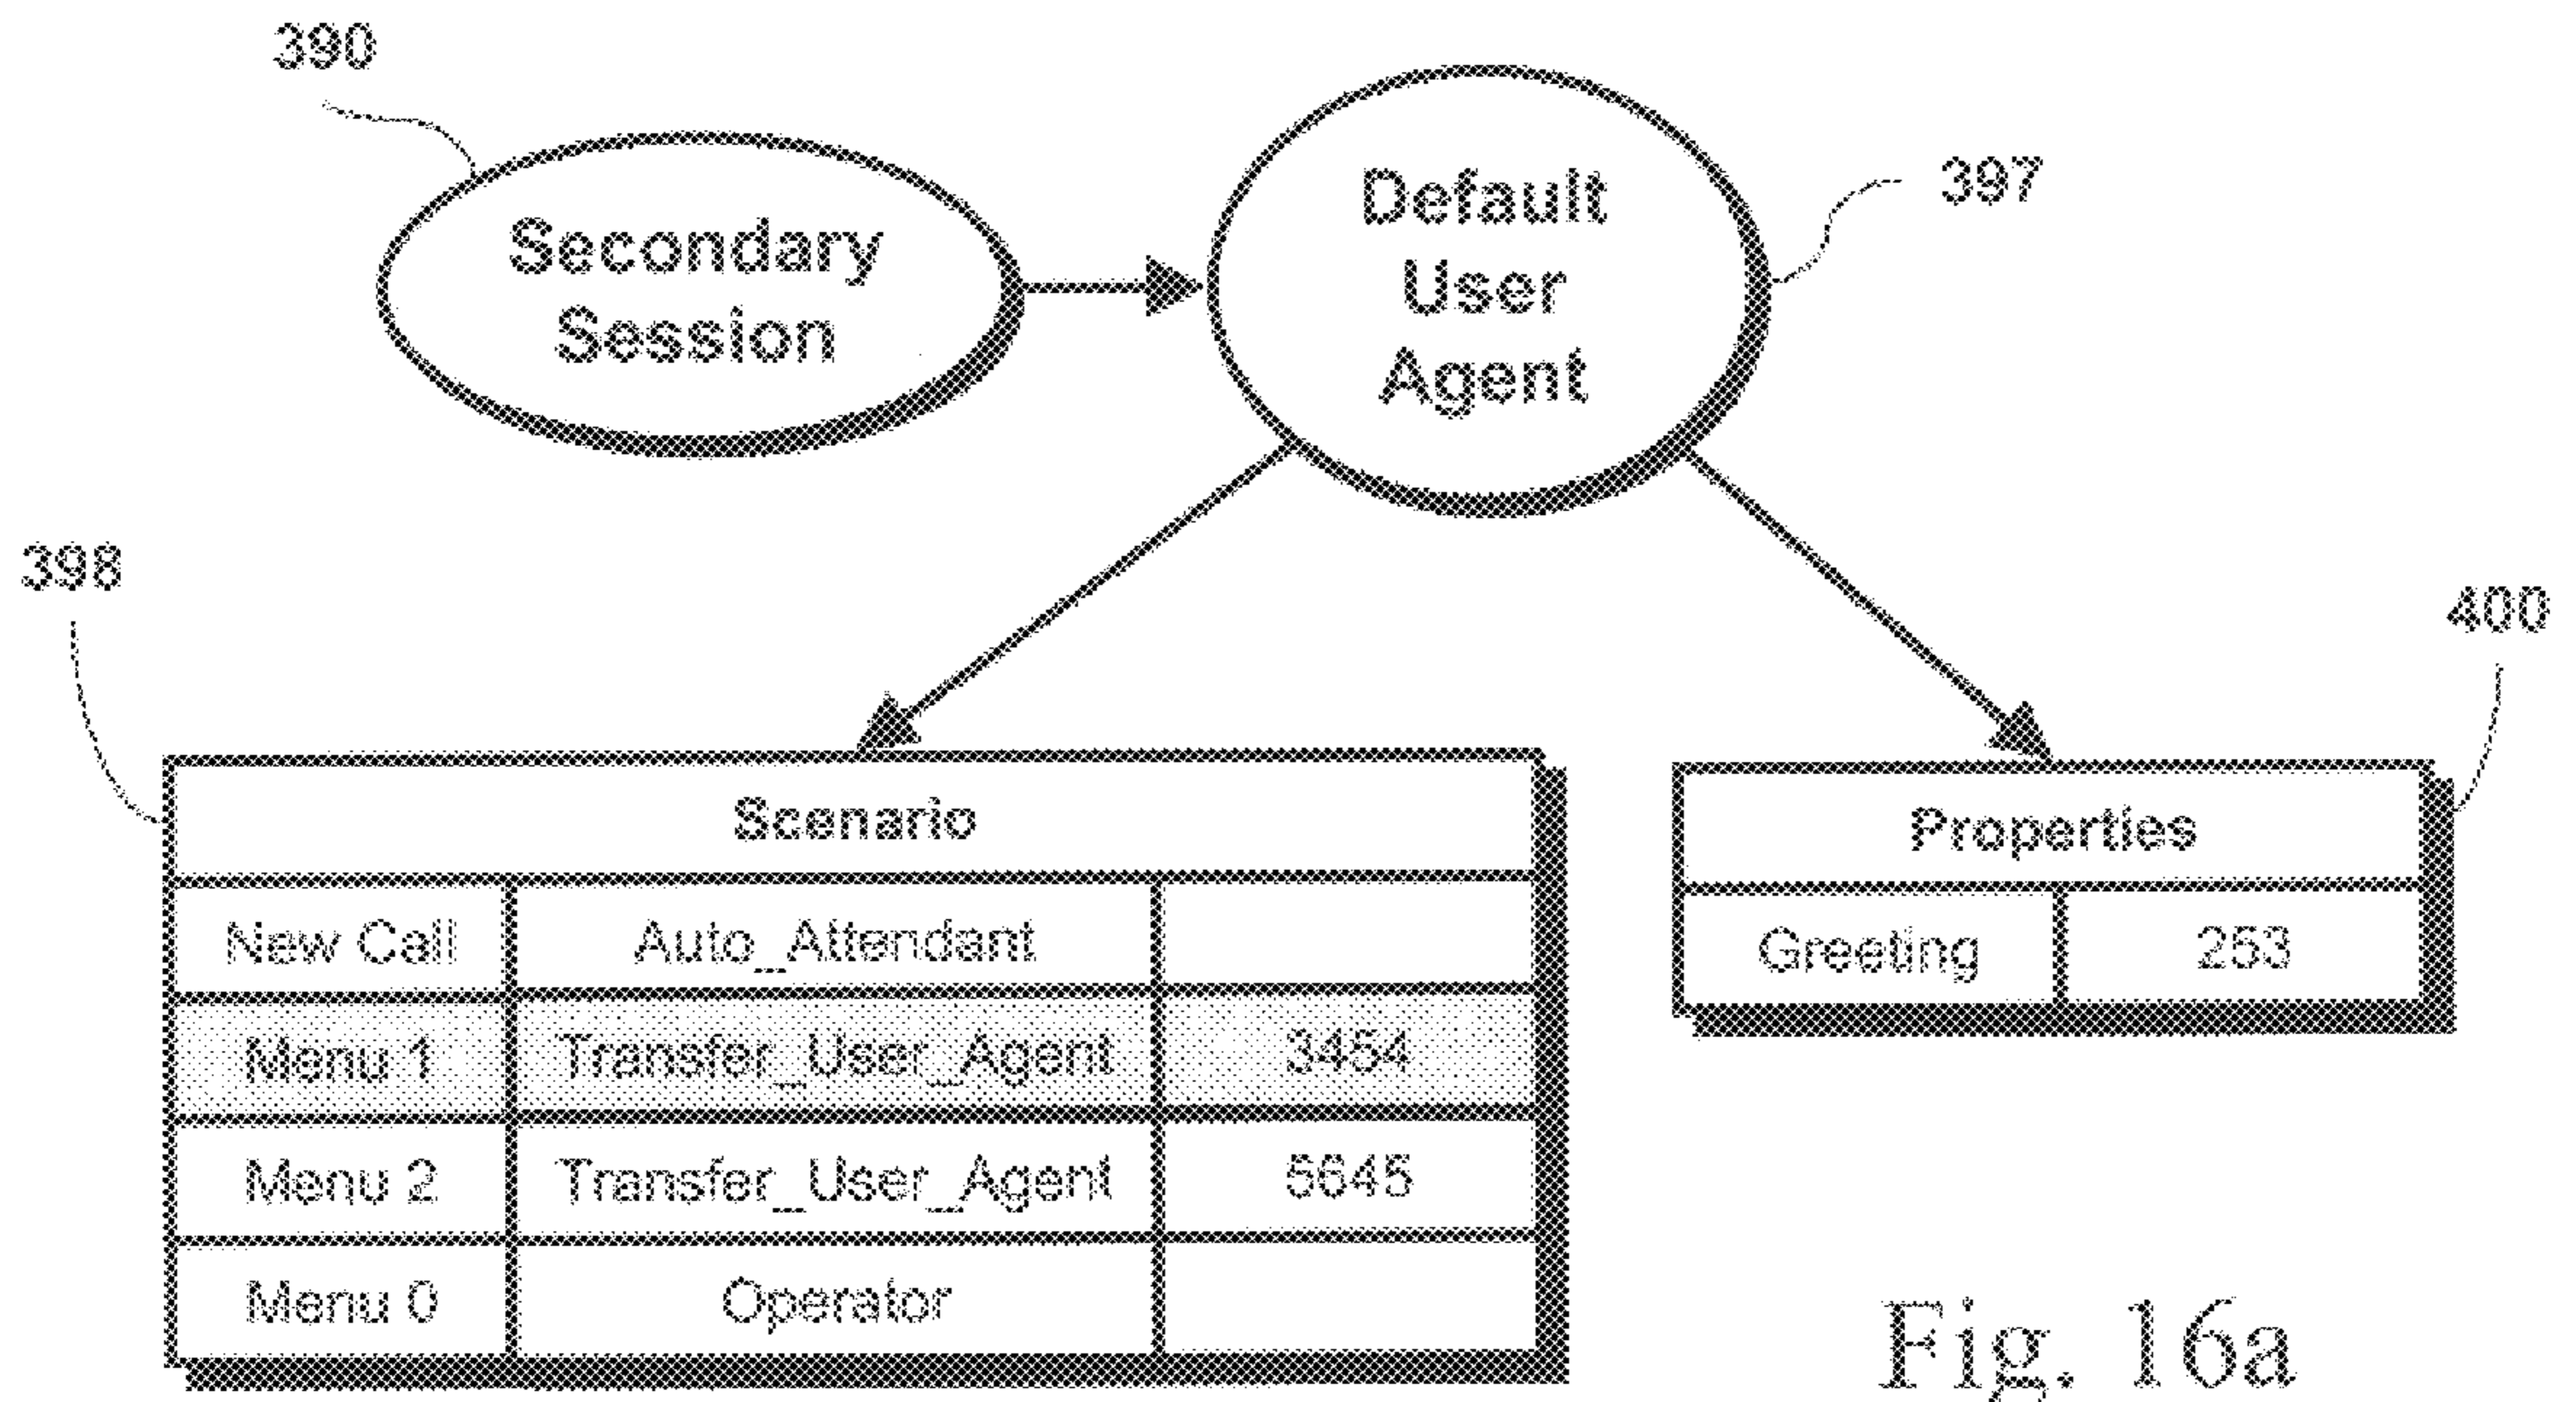 390
Secondary
Session
Default
User
Agent
397
398
400
Scenario
New Call Auto_Attendant
Menu 1 Transfer_User_Agent 3454
Menu 2 Transfer_User_Agent 5645
Menu 0 Operator
Properties
Greeting 253
Fig. 16a